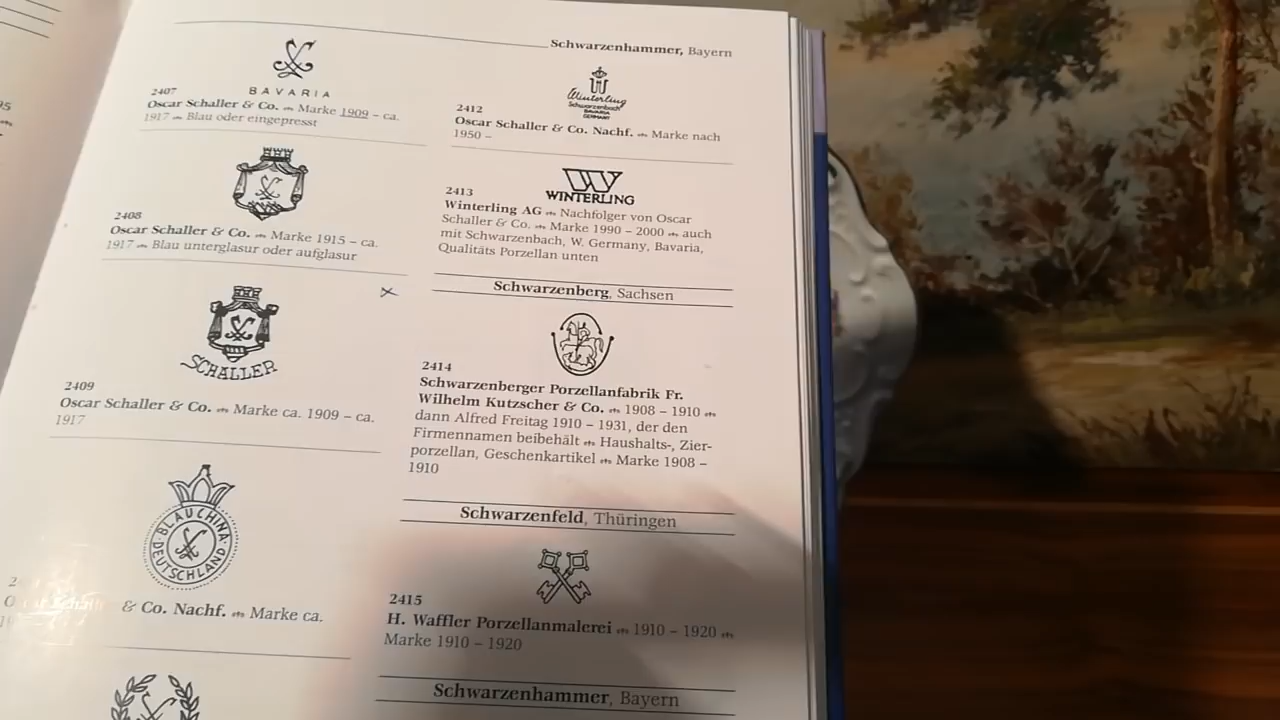 Schwarzenhammer, Bayern
BAVARIA
2407
Oscar Schaller & Co. Marke 1909 – ca.
1917 Blau oder eingepresst
2408
Oscar Schaller & Co. Marke 1915 – ca.
1917 Blau unterglasur oder aufglasur
SCHALLER
2409
Oscar Schaller & Co. Marke ca. 1909 – ca.
1917
BLAU CHINA
DEUTSCHLAND
& Co. Nachf. Marke ca.
Winterling
Schwarzenbach
BAVARIA
GERMANY
2412
Oscar Schaller & Co. Nachf. Marke nach
1950 –
W
WINTERLING
2413
Winterling AG Nachfolger von Oscar
Schaller & Co. Marke 1990 – 2000 auch
mit Schwarzenbach, W. Germany, Bavaria,
Qualitäts Porzellan unten
Schwarzenberg, Sachsen
2414
Schwarzenberger Porzellanfabrik Fr.
Wilhelm Kutzscher & Co. 1908 – 1910
dann Alfred Freitag 1910 – 1931, der den
Firmennamen beibehält Haushalts-, Zier-
porzellan, Geschenkartikel Marke 1908 –
1910
Schwarzenfeld, Thüringen
2415
H. Waffler Porzellanmalerei 1910 – 1920
Marke 1910 – 1920
Schwarzenhammer, Bayern